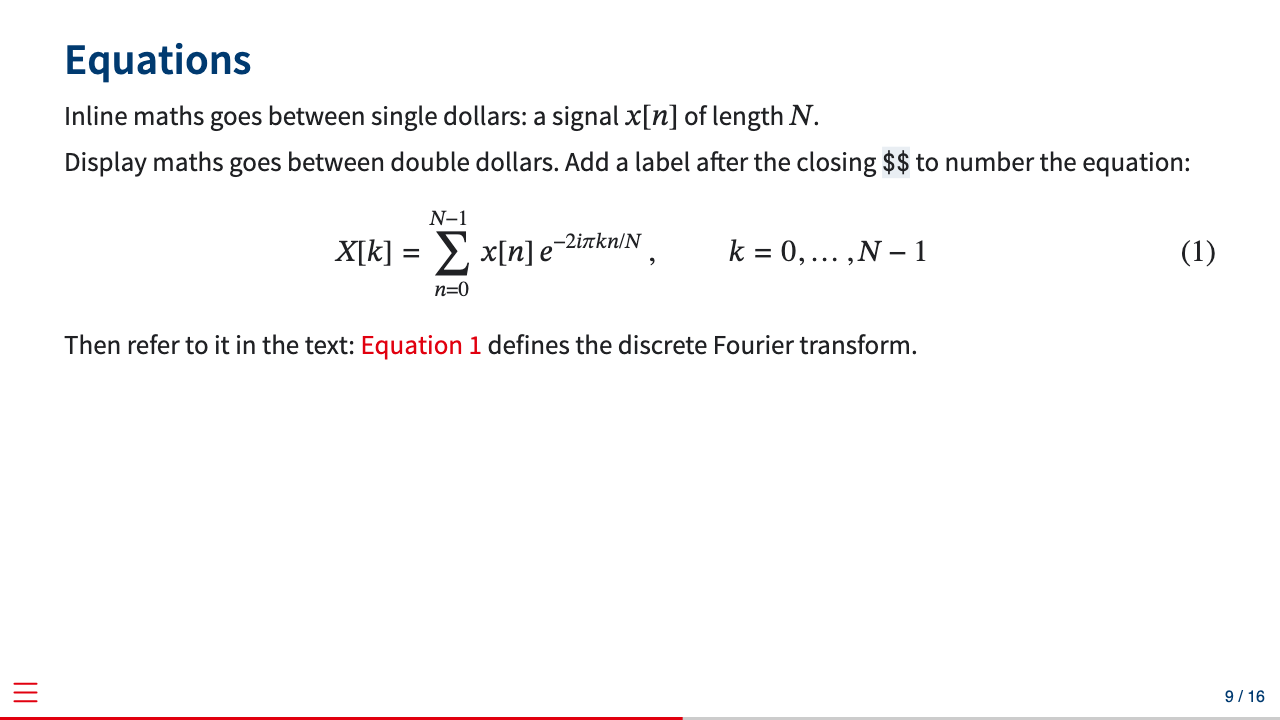 Equations
Inline maths goes between single dollars: a signal x[n] of length N.
Display maths goes between double dollars. Add a label after the closing $$ to number the equation:
X[k] = \sum_{n=0}^{N-1} x[n] e^{-2iπkn/N} ,  k = 0, … , N − 1  (1)
Then refer to it in the text: Equation 1 defines the discrete Fourier transform.
9 / 16